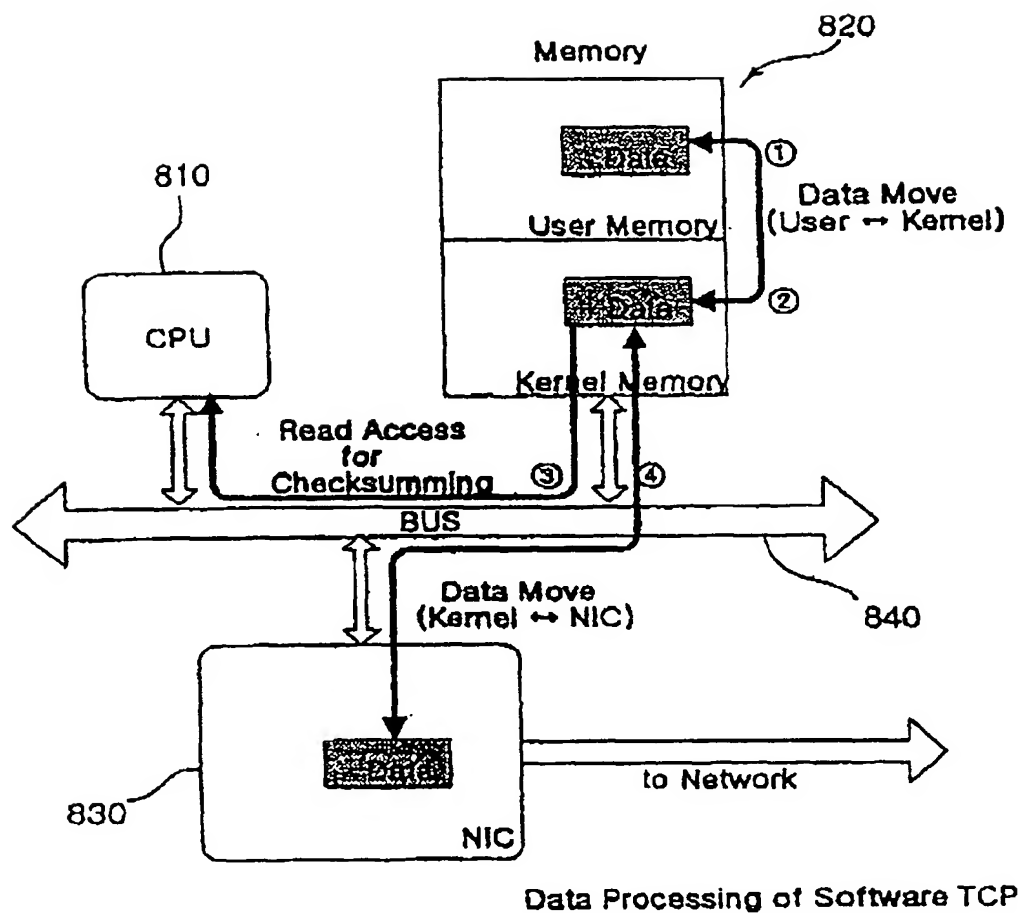 820
Memory
810
Data
①
Data Move
(User ↔ Kernel)
User Memory
CPU
Data
②
Kernel Memory
Read Access
for
Checksumming
③
④
BUS
Data Move
(Kernel ↔ NIC)
840
Data
to Network
830
NIC
Data Processing of Software TCP